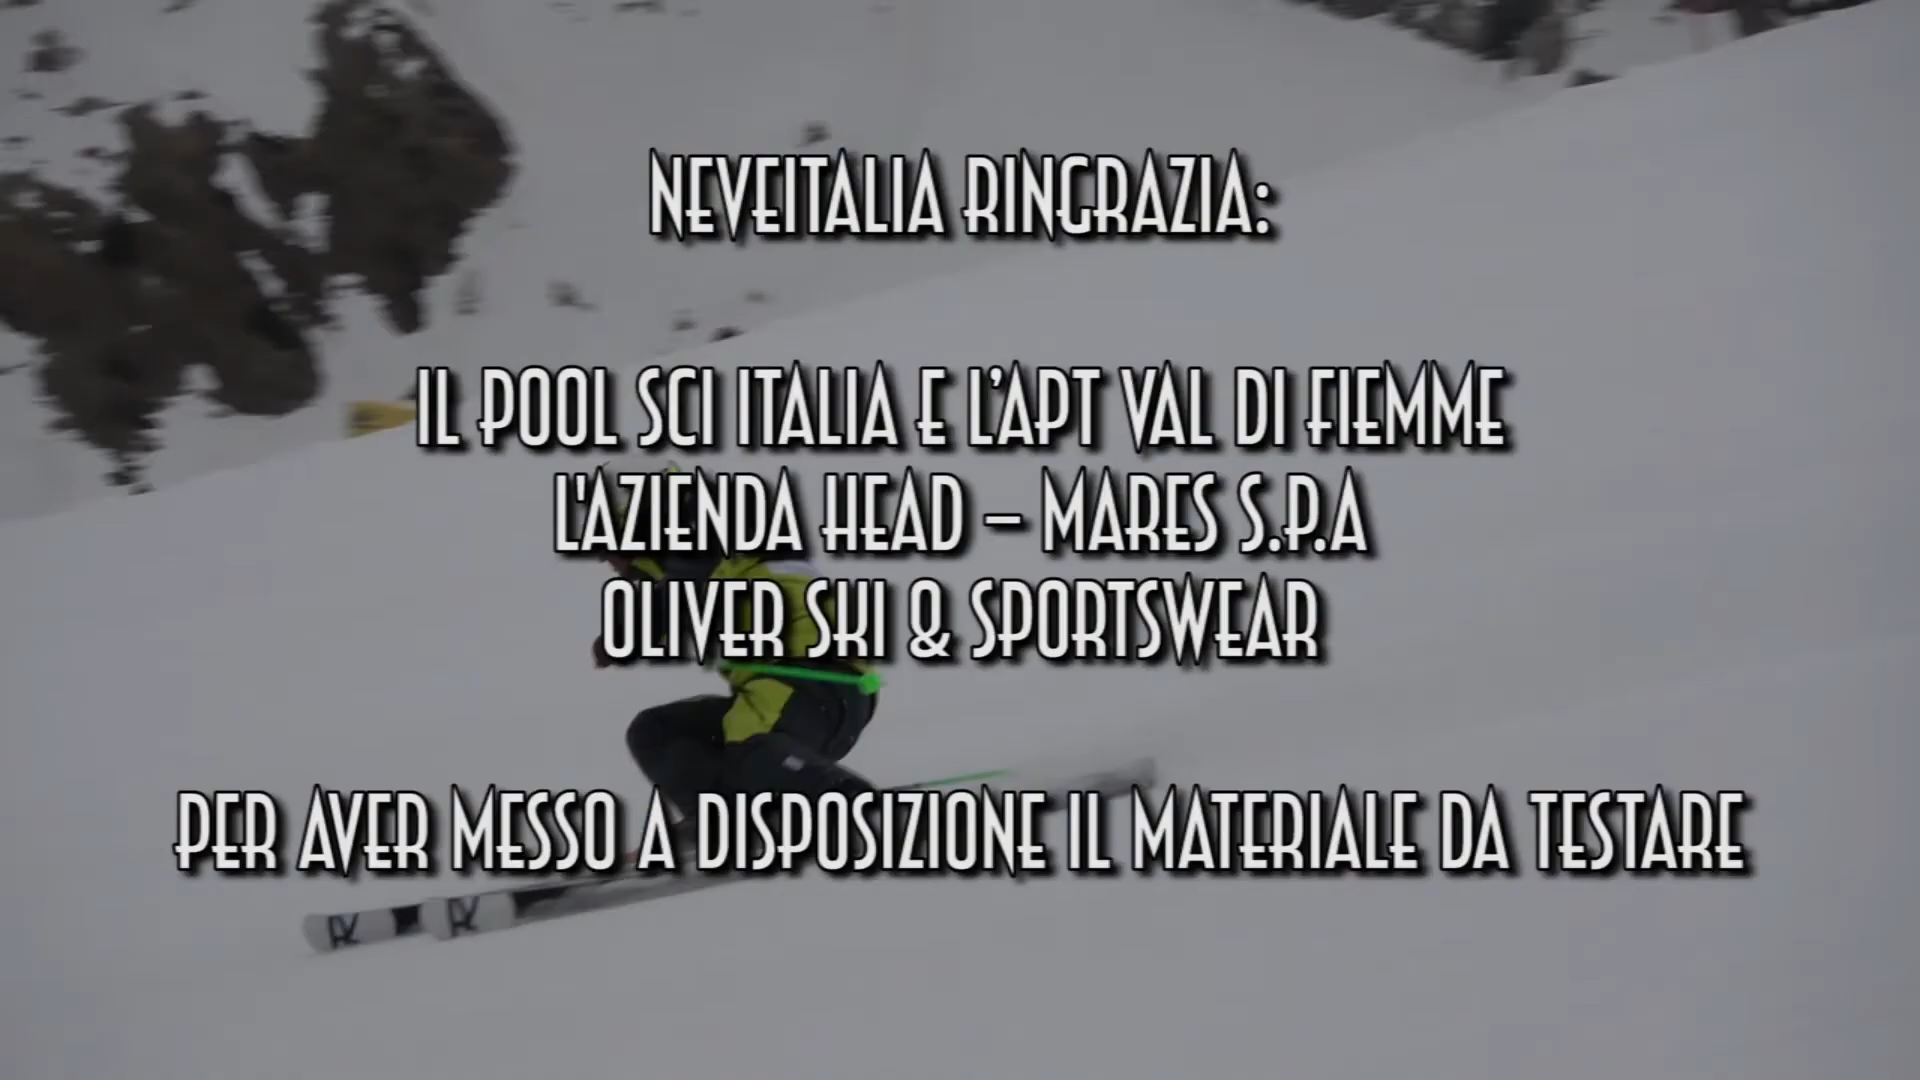 NEVEITALIA RINGRAZIA:
IL POOL SCI ITALIA E L’APT VAL DI FIEMME
L'AZIENDA HEAD – MARES S.P.A
OLIVER SKI & SPORTSWEAR
PER AVER MESSO A DISPOSIZIONE IL MATERIALE DA TESTARE